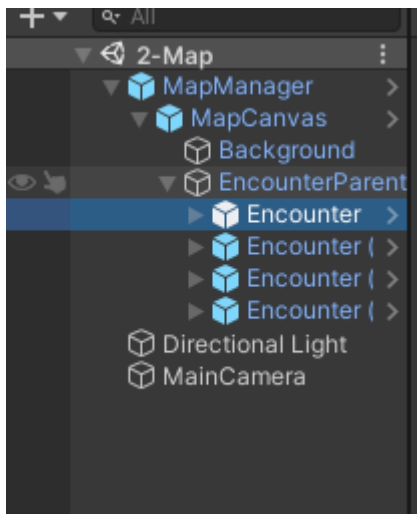 All
2-Map
MapManager
MapCanvas
Background
EncounterParent
Encounter
Encounter (
Encounter (
Encounter (
Directional Light
MainCamera